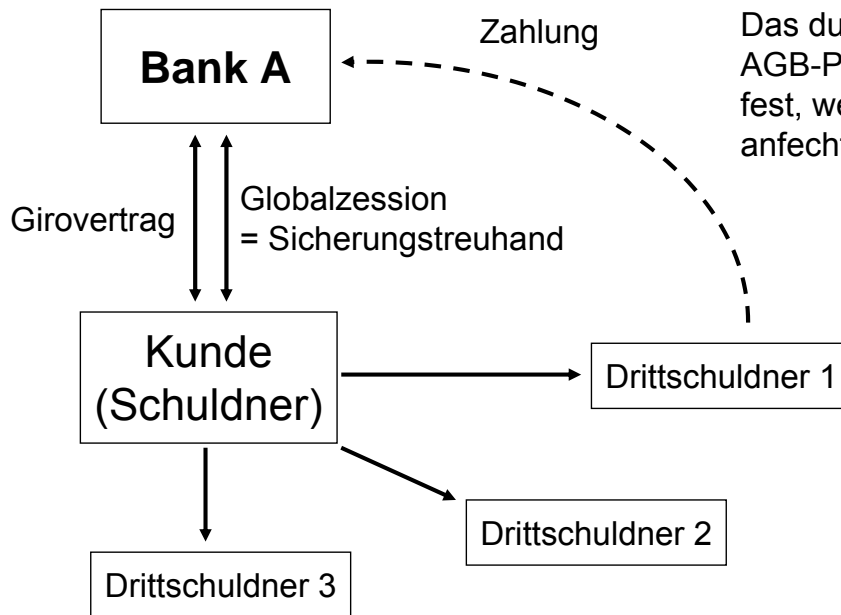 Zahlung
Das du
AGB-P
fest, we
anfecht
Bank A
Girovertrag
Globalzession
= Sicherungstreuhand
Kunde
(Schuldner)
Drittschuldner 1
Drittschuldner 2
Drittschuldner 3